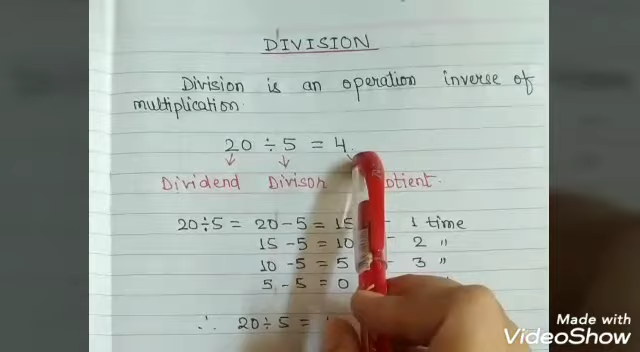 DIVISION
Division is an operation inverse of
multiplication.
20 ÷ 5 = 4.
Dividend Divison
20÷5 = 20-5 = 15 - 1 time
15 -5 = 10 - 2 "
10 -5 = 5 - 3 "
5 - 5 = 0
∴ 20÷5 =
Made with
VideoShow